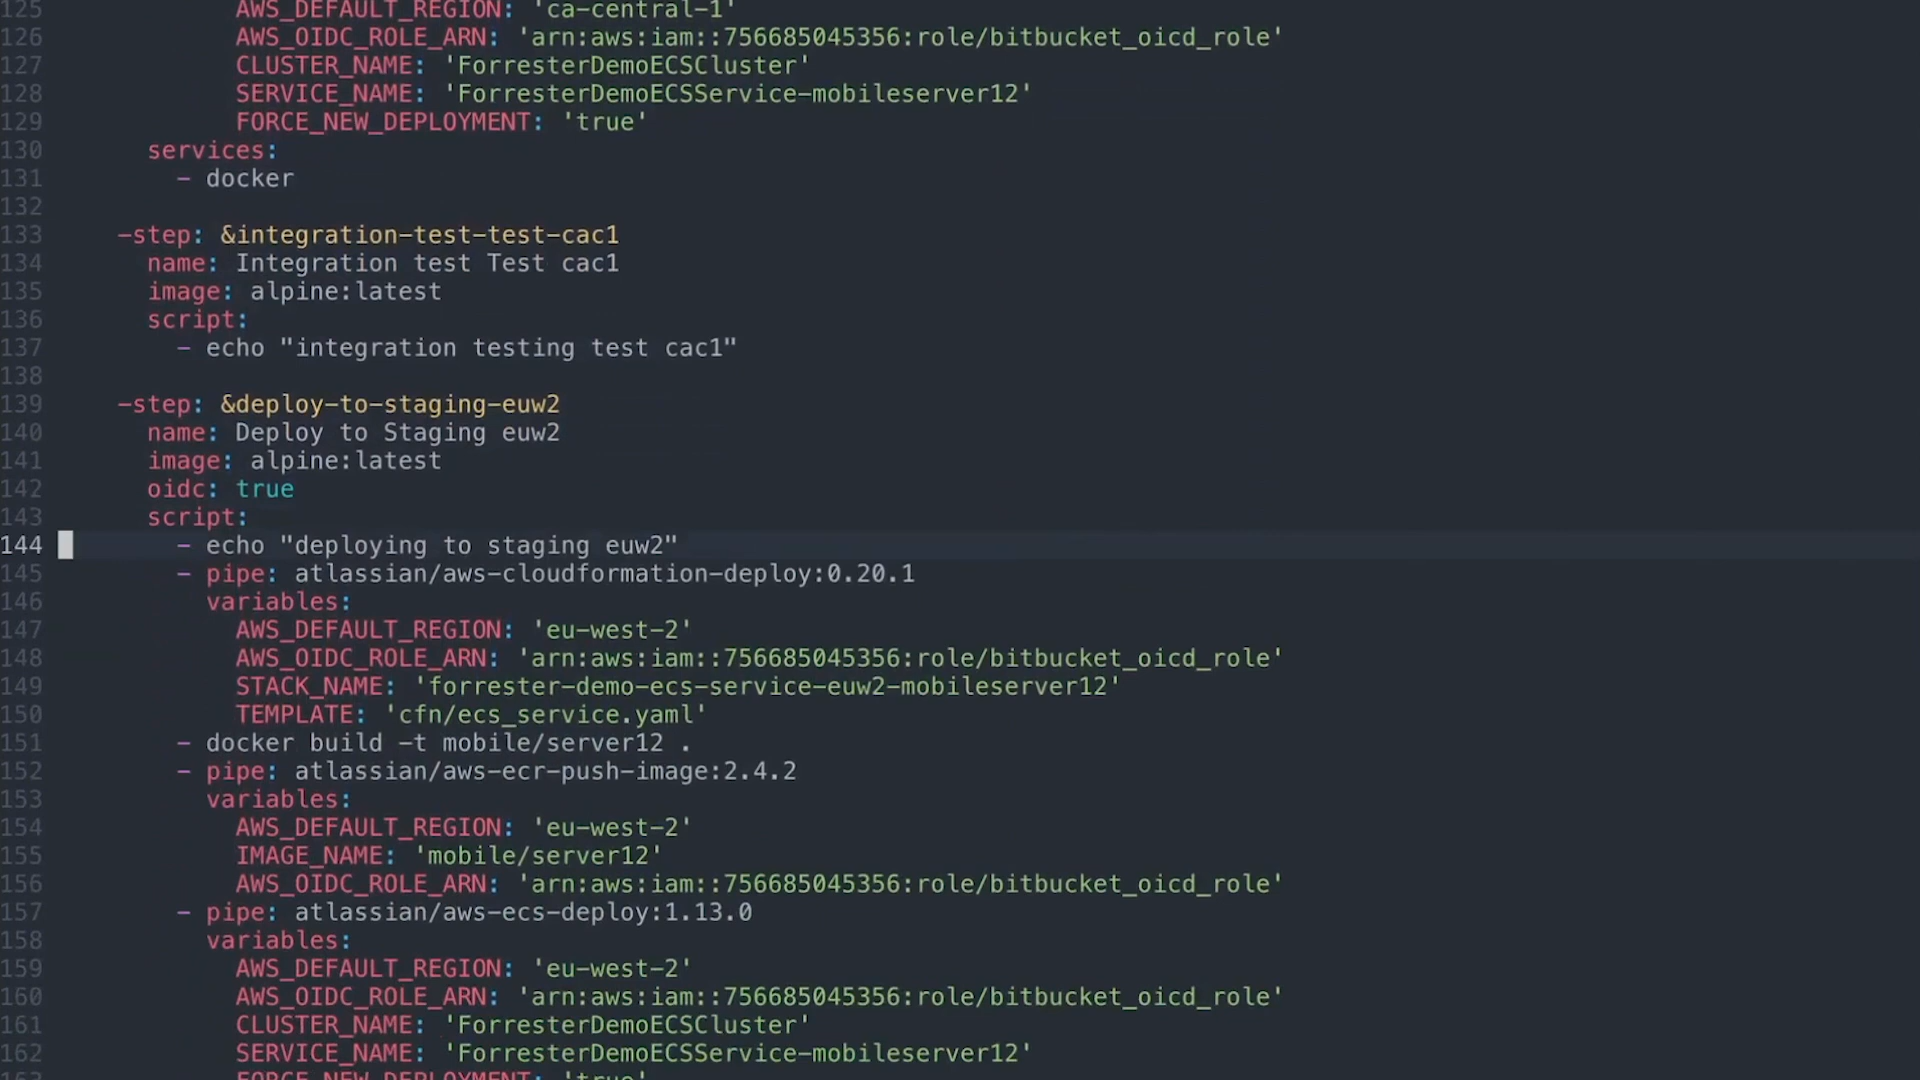 125 AWS_DEFAULT_REGION: 'ca-central-1'
126 AWS_OIDC_ROLE_ARN: 'arn:aws:iam::756685045356:role/bitbucket_oicd_role'
127 CLUSTER_NAME: 'ForresterDemoECSCluster'
128 SERVICE_NAME: 'ForresterDemoECSService-mobileserver12'
129 FORCE_NEW_DEPLOYMENT: 'true'
130 services:
131 - docker
132
133 -step: &integration-test-test-cac1
134 name: Integration test Test cac1
135 image: alpine:latest
136 script:
137 - echo "integration testing test cac1"
138
139 -step: &deploy-to-staging-euw2
140 name: Deploy to Staging euw2
141 image: alpine:latest
142 oidc: true
143 script:
144 - echo "deploying to staging euw2"
145 - pipe: atlassian/aws-cloudformation-deploy:0.20.1
146 variables:
147 AWS_DEFAULT_REGION: 'eu-west-2'
148 AWS_OIDC_ROLE_ARN: 'arn:aws:iam::756685045356:role/bitbucket_oicd_role'
149 STACK_NAME: 'forrester-demo-ecs-service-euw2-mobileserver12'
150 TEMPLATE: 'cfn/ecs_service.yaml'
151 - docker build -t mobile/server12 .
152 - pipe: atlassian/aws-ecr-push-image:2.4.2
153 variables:
154 AWS_DEFAULT_REGION: 'eu-west-2'
155 IMAGE_NAME: 'mobile/server12'
156 AWS_OIDC_ROLE_ARN: 'arn:aws:iam::756685045356:role/bitbucket_oicd_role'
157 - pipe: atlassian/aws-ecs-deploy:1.13.0
158 variables:
159 AWS_DEFAULT_REGION: 'eu-west-2'
160 AWS_OIDC_ROLE_ARN: 'arn:aws:iam::756685045356:role/bitbucket_oicd_role'
161 CLUSTER_NAME: 'ForresterDemoECSCluster'
162 SERVICE_NAME: 'ForresterDemoECSService-mobileserver12'
163 FORCE_NEW_DEPLOYMENT: 'true'